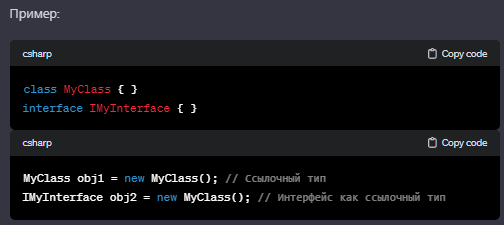 Пример:
csharp
Copy code
class MyClass { }
interface IMyInterface { }
csharp
Copy code
MyClass obj1 = new MyClass(); // Ссылочный тип
IMyInterface obj2 = new MyClass(); // Интерфейс как ссылочный тип